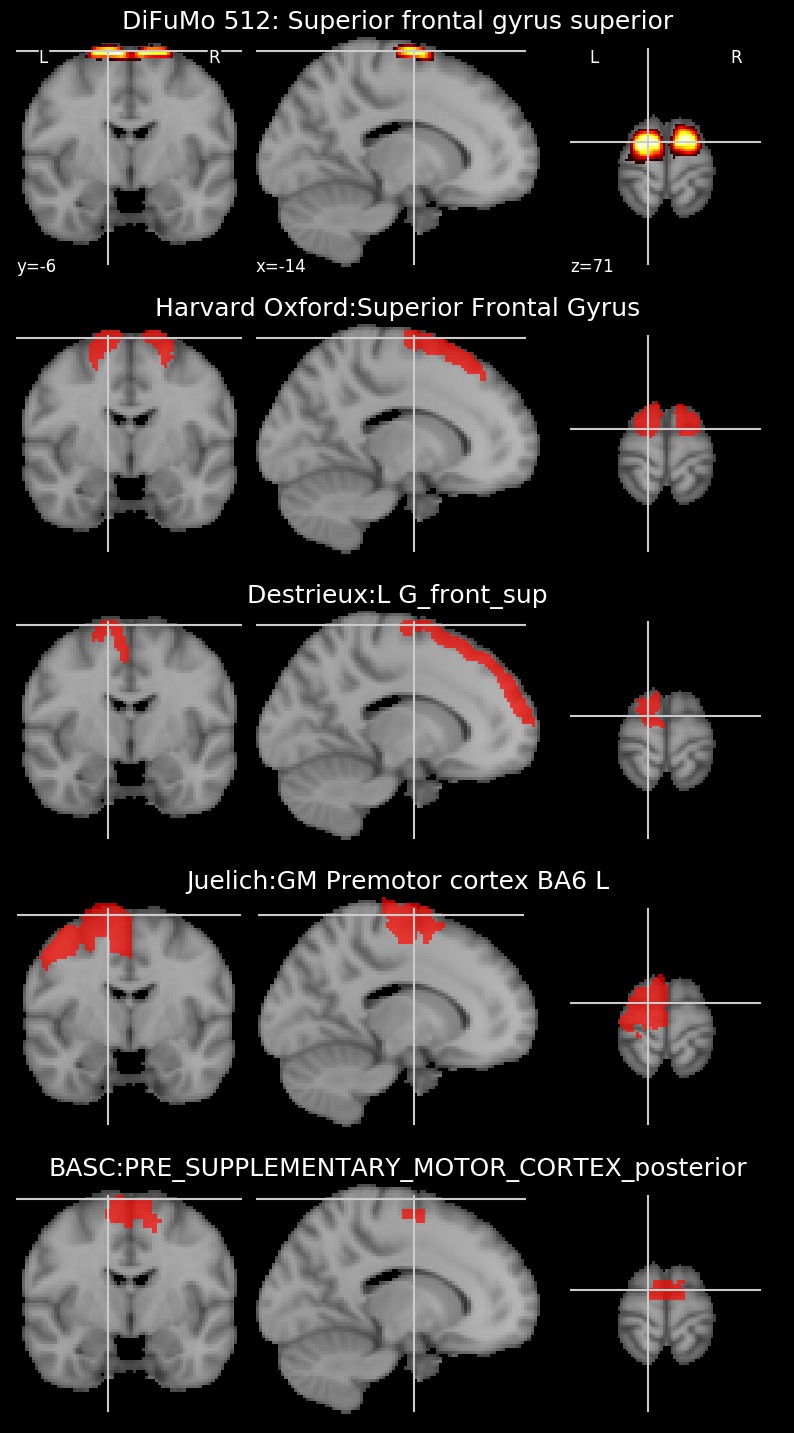 DiFuMo 512: Superior frontal gyrus superior
L R L R
y=-6 x=-14 z=71
Harvard Oxford:Superior Frontal Gyrus
Destrieux:L G_front_sup
Juelich:GM Premotor cortex BA6 L
BASC:PRE_SUPPLEMENTARY_MOTOR_CORTEX_posterior